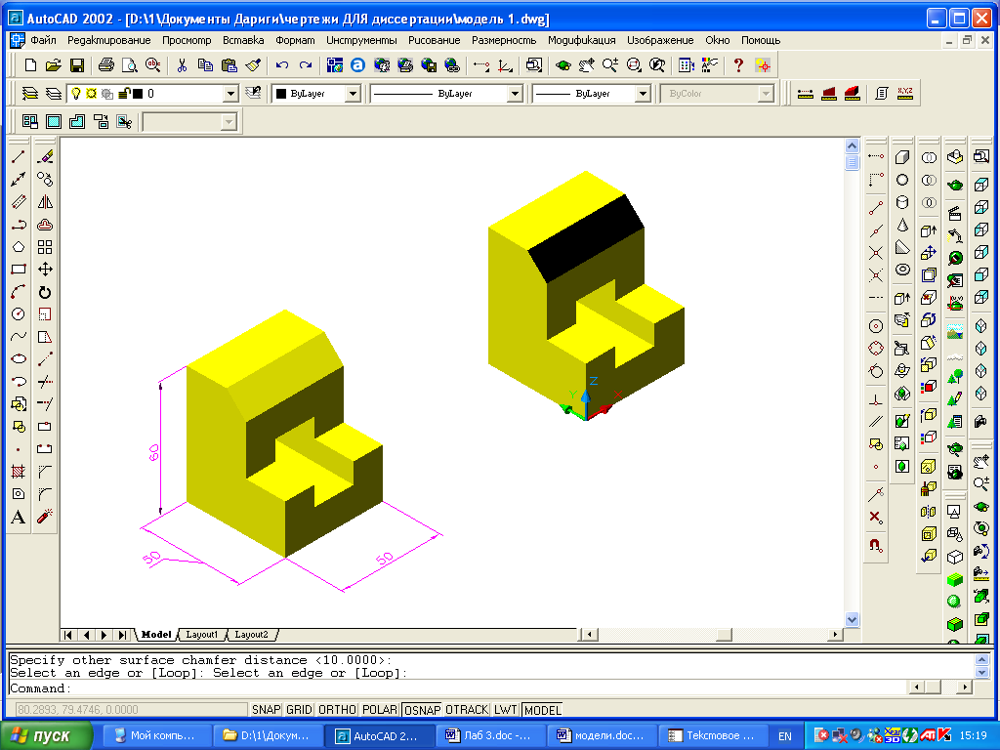 AutoCAD 2002 - [D:\1\Документы Дариги\чертежи ДЛЯ диссертации\модель 1.dwg]
Файл Редактирование Просмотр Вставка Формат Инструменты Рисование Размерность Модификация Изображение Окно Помощь
0 ByLayer ByLayer ByLayer ByColor
60
50
50
Z
Y
Model Layout1 Layout2
Specify other surface chamfer distance <10.0000>:
Select an edge or [Loop]: Select an edge or [Loop]:
Command:
80.2893, 79.4746, 0.0000 SNAP GRID ORTHO POLAR OSNAP OTRACK LWT MODEL
пуск Мой компь... D:\1\Докум... AutoCAD 2... Лаб 3.doc -... модели.doc... Текстовое ... EN 15:19